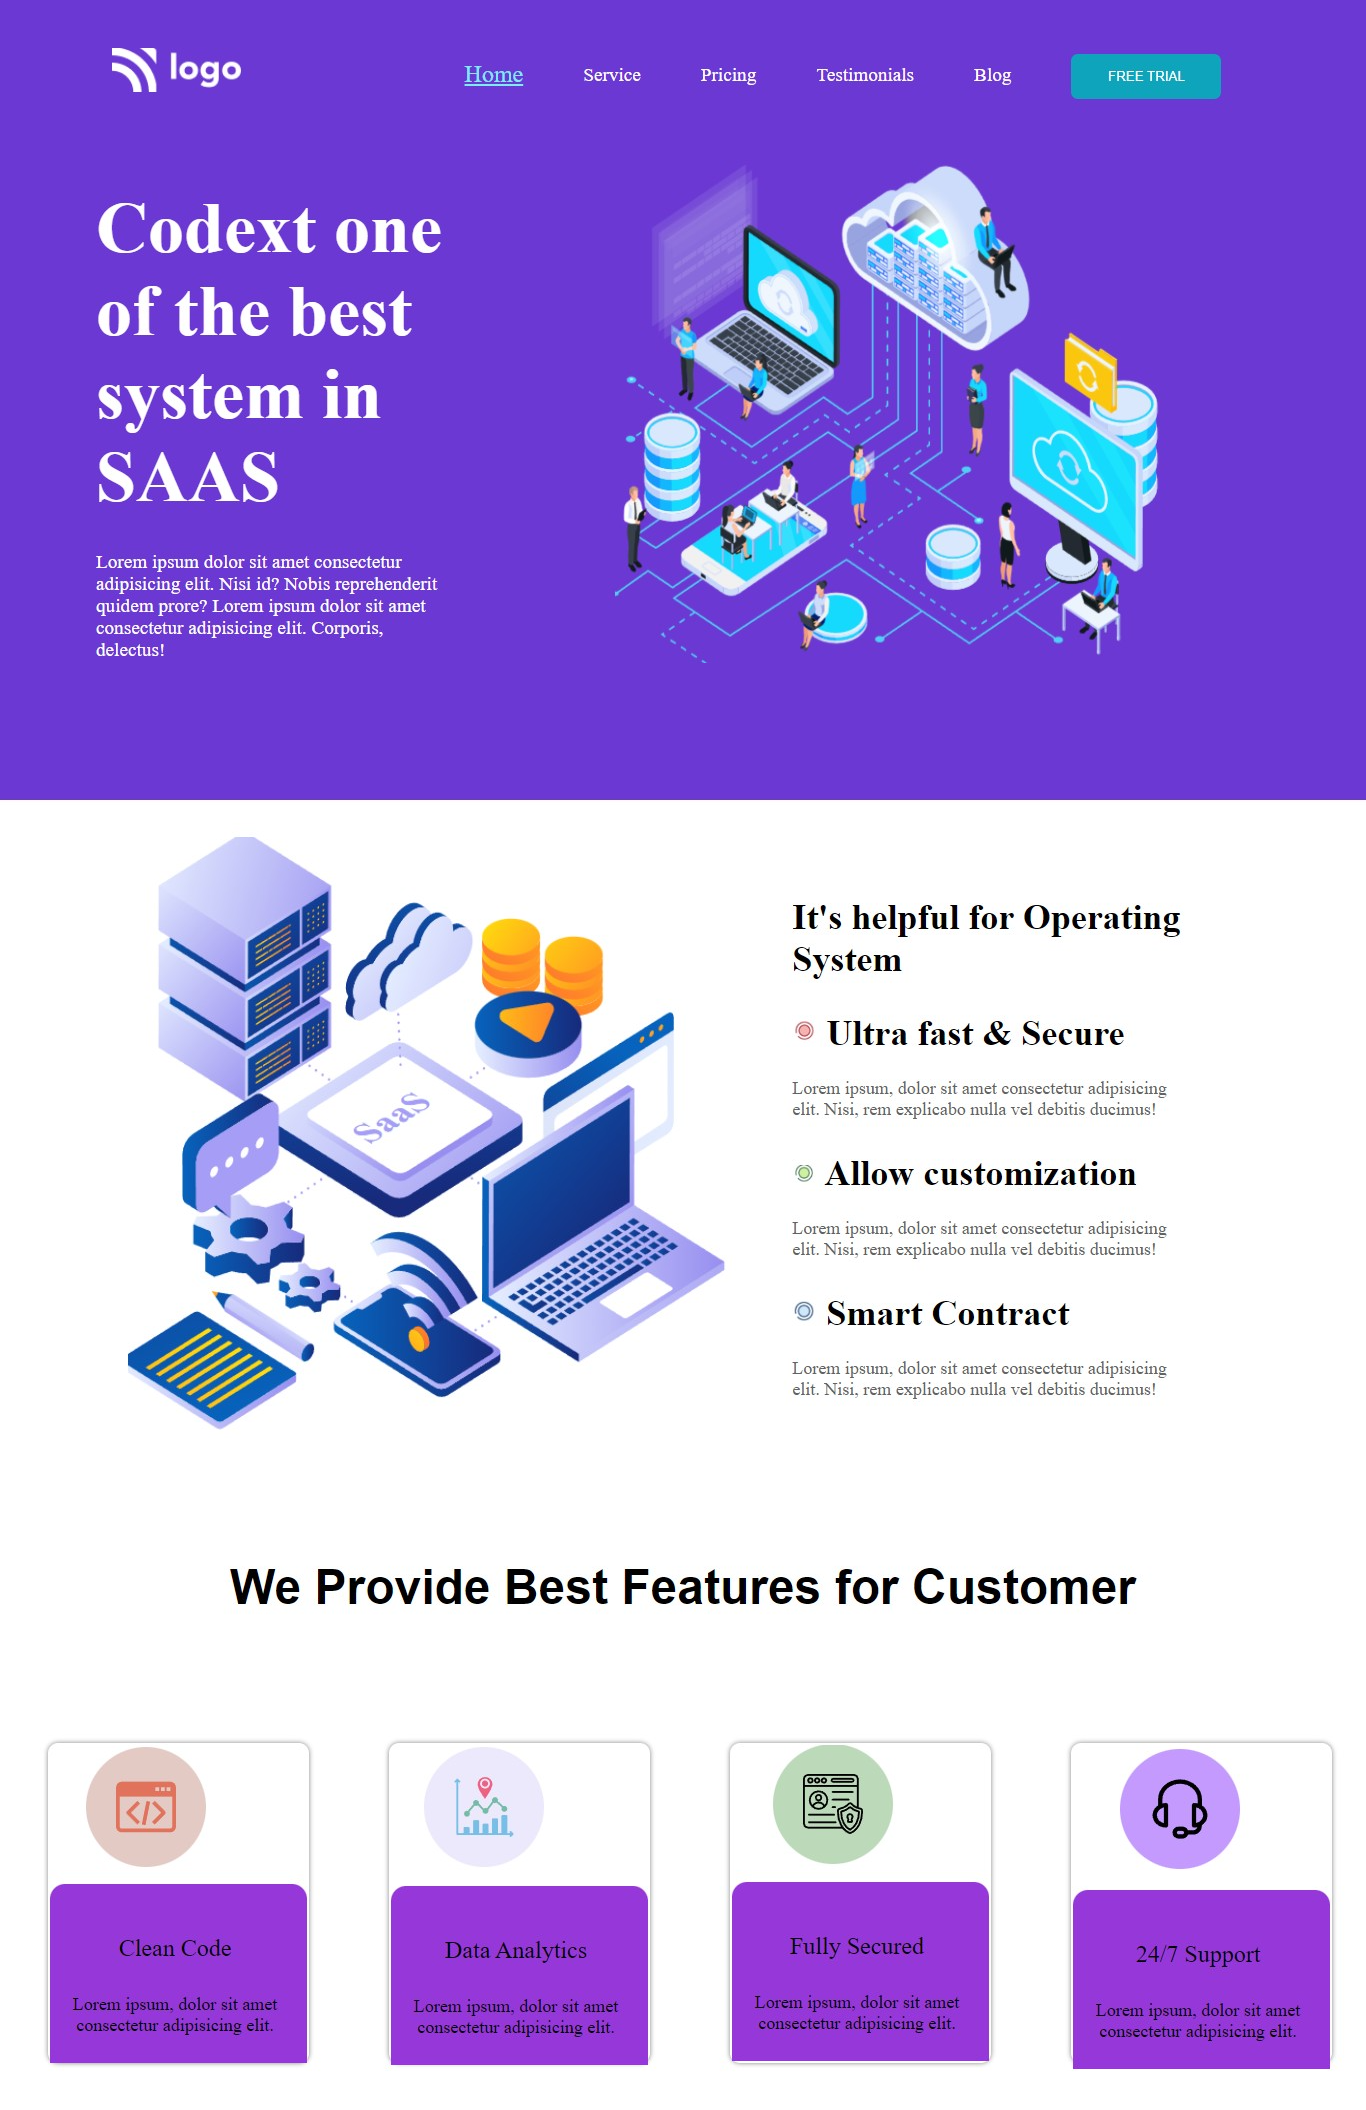 logo
Home
Service
Pricing
Testimonials
Blog
FREE TRIAL
Codext one
of the best
system in
SAAS
Lorem ipsum dolor sit amet consectetur
adipisicing elit. Nisi id? Nobis reprehenderit
quidem prore? Lorem ipsum dolor sit amet
consectetur adipisicing elit. Corporis,
delectus!
SaaS
It's helpful for Operating
System
Ultra fast & Secure
Lorem ipsum, dolor sit amet consectetur adipisicing
elit. Nisi, rem explicabo nulla vel debitis ducimus!
Allow customization
Lorem ipsum, dolor sit amet consectetur adipisicing
elit. Nisi, rem explicabo nulla vel debitis ducimus!
Smart Contract
Lorem ipsum, dolor sit amet consectetur adipisicing
elit. Nisi, rem explicabo nulla vel debitis ducimus!
We Provide Best Features for Customer
Clean Code
Lorem ipsum, dolor sit amet
consectetur adipisicing elit.
Data Analytics
Lorem ipsum, dolor sit amet
consectetur adipisicing elit.
Fully Secured
Lorem ipsum, dolor sit amet
consectetur adipisicing elit.
24/7 Support
Lorem ipsum, dolor sit amet
consectetur adipisicing elit.